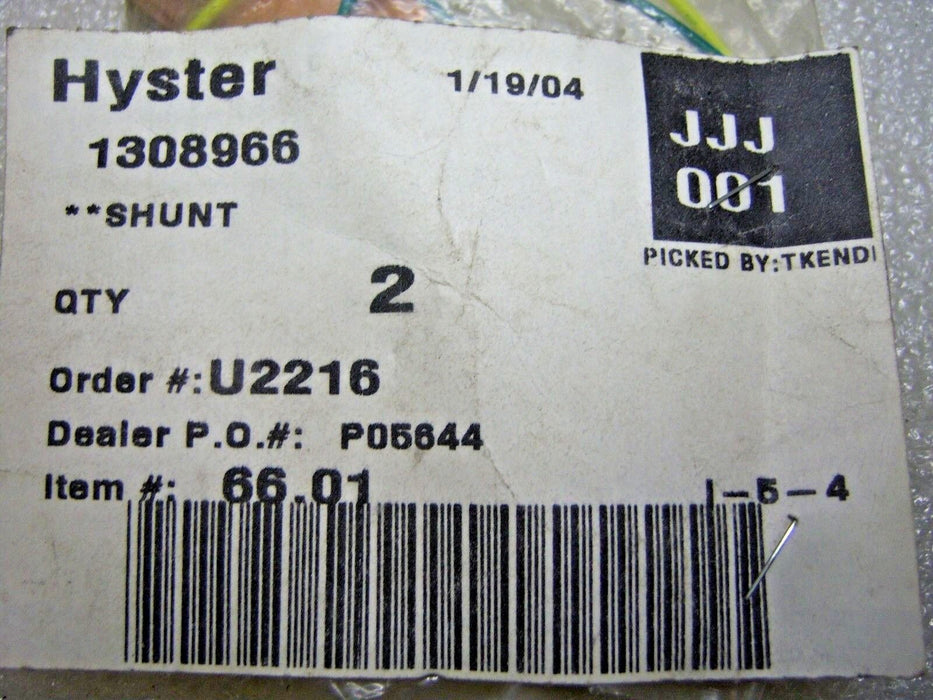 Hyster
1/19/04
1308966
**SHUNT
JJJ
001
PICKED BY:TKENDI
QTY 2
Order #:U2216
Dealer P.O.#: P05644
Item #: 66.01
I-5-4